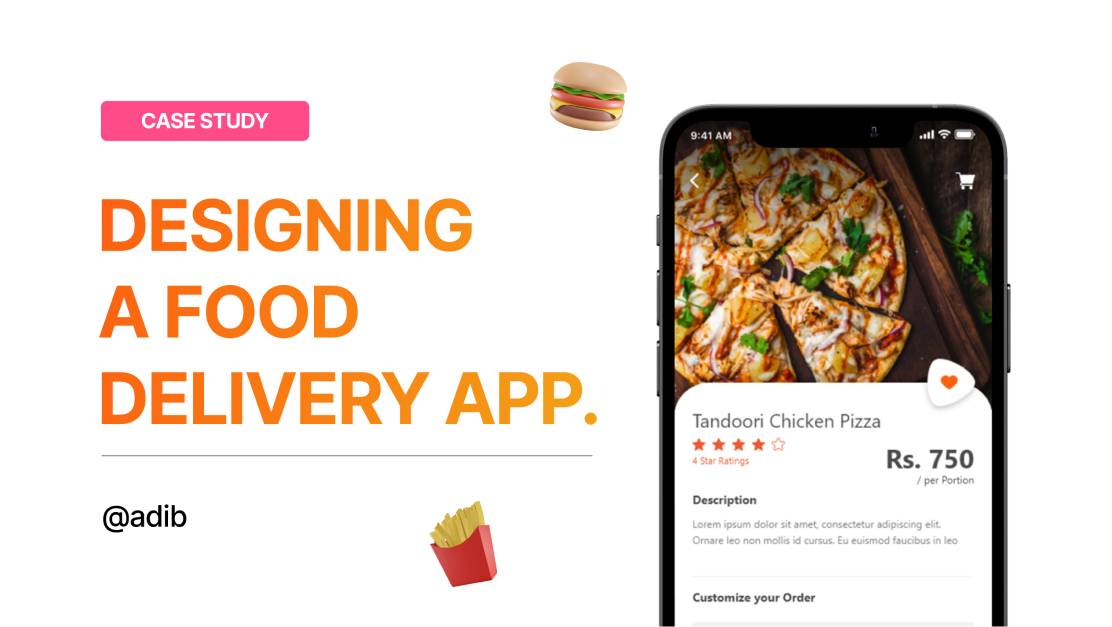 CASE STUDY
DESIGNING
A FOOD
DELIVERY APP.
@adib
9:41 AM
Tandoori Chicken Pizza
4 Star Ratings
Rs. 750
/ per Portion
Description
Lorem ipsum dolor sit amet, consectetur adipiscing elit.
Ornare leo non mollis id cursus. Eu euismod faucibus in leo
Customize your Order